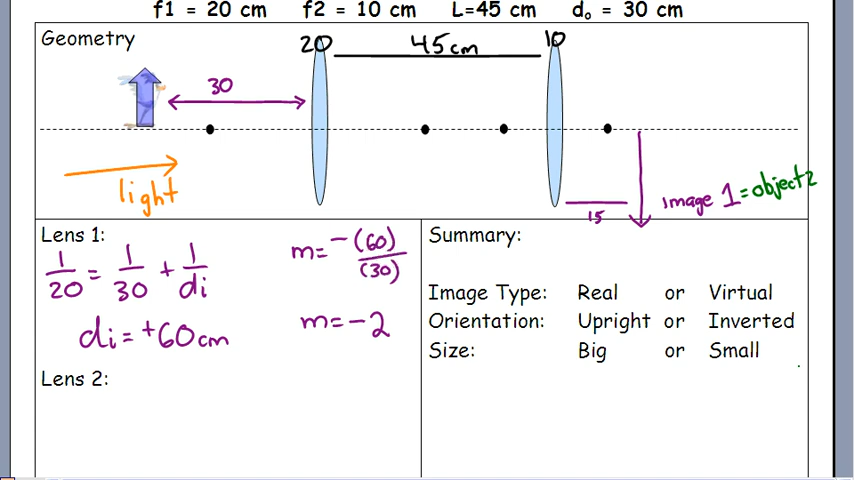 f1 = 20 cm f2 = 10 cm L=45 cm do = 30 cm
Geometry
20 45cm 10
30
light
15
image 1=object2
Lens 1:
1/20 = 1/30 + 1/di
m= -(60)/(30)
di=+60cm
m=-2
Lens 2:
Summary:
Image Type: Real or Virtual
Orientation: Upright or Inverted
Size: Big or Small